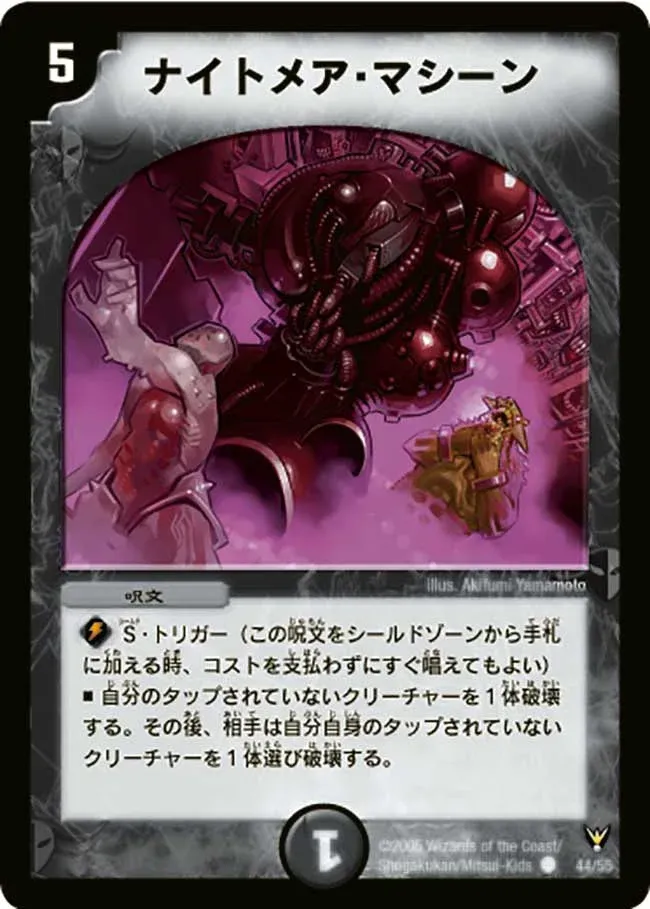 5
ナイトメア・マシーン
illus. Akifumi Yamamoto
呪文
S・トリガー（この呪文をシールドゾーンから手札
に加える時、コストを支払わずにすぐ唱えてもよい）
■自分のタップされていないクリーチャーを1体破壊
する。その後、相手は自分自身のタップされていない
クリーチャーを1体選び破壊する。
1
©2005 Wizards of the Coast/
Shogakukan/Mitsui-Kids
44/55